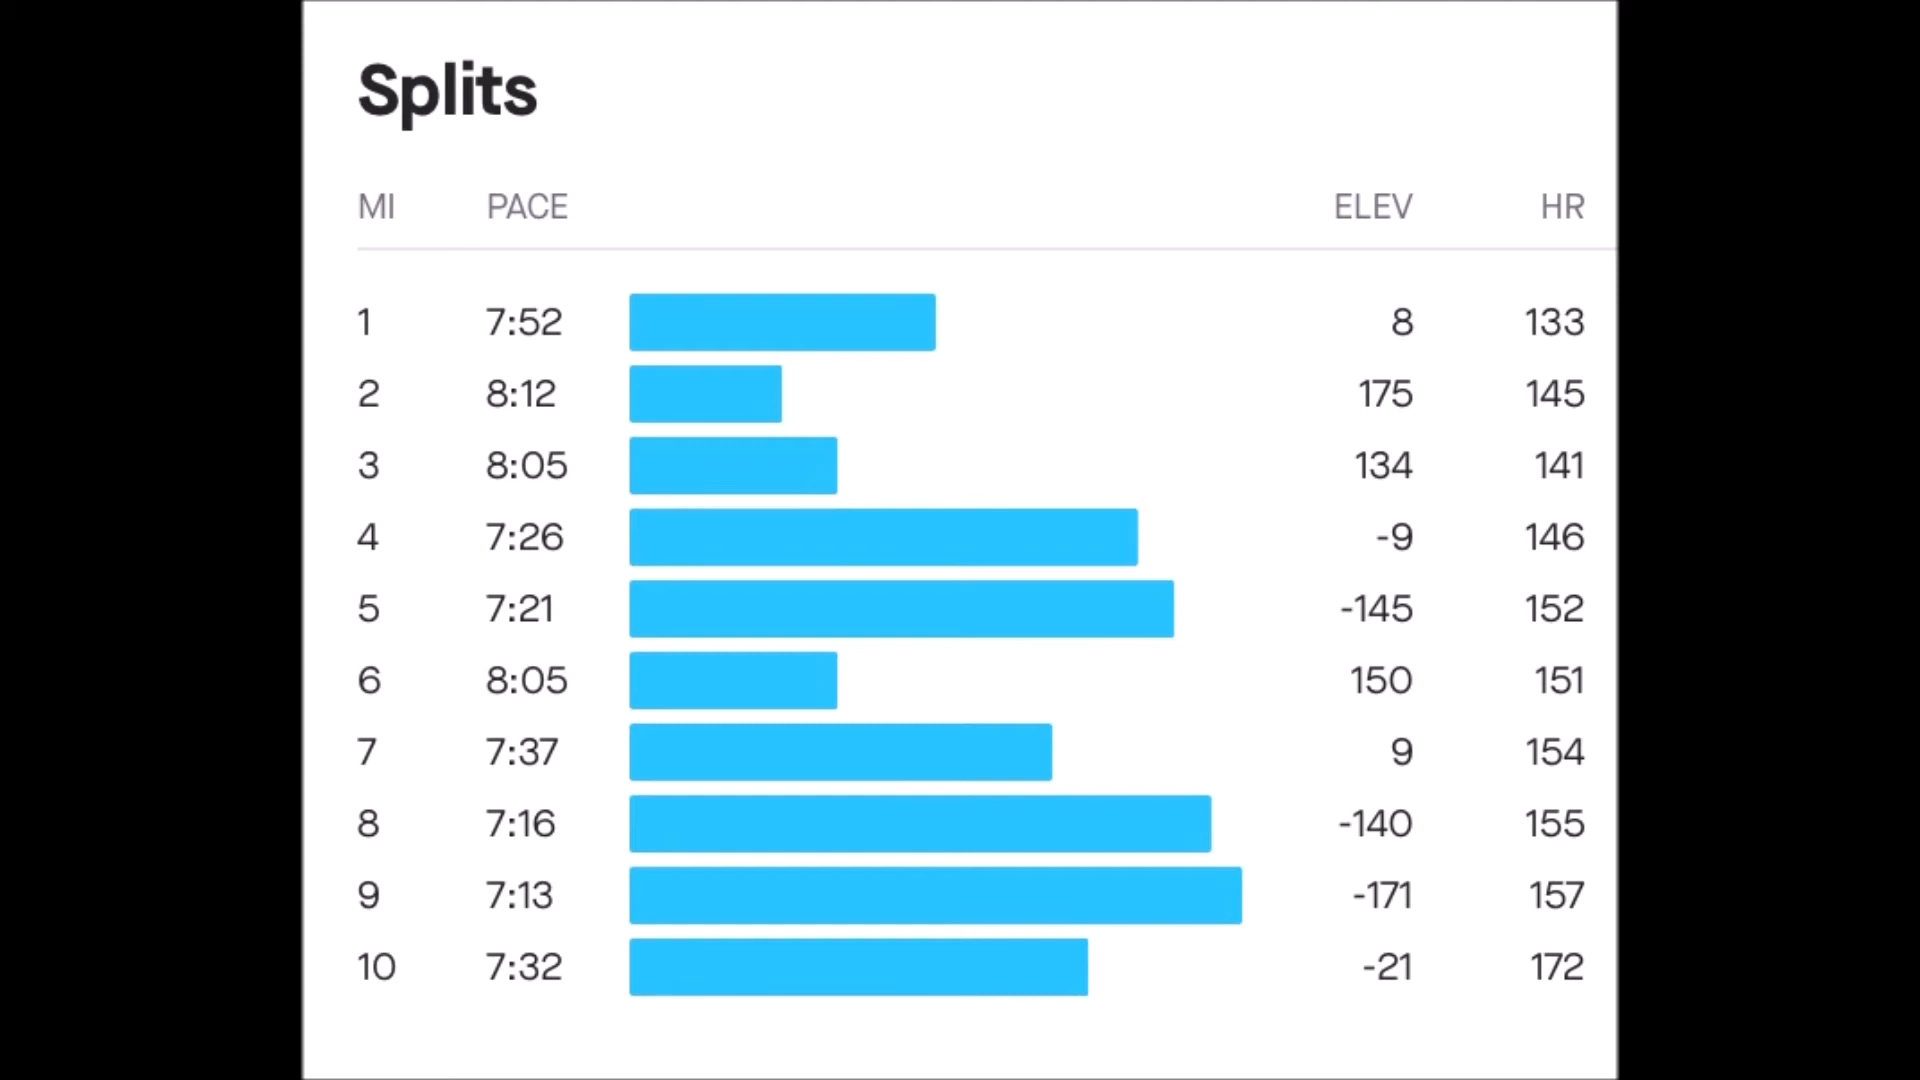 Splits
MI PACE ELEV HR
1 7:52 8 133
2 8:12 175 145
3 8:05 134 141
4 7:26 -9 146
5 7:21 -145 152
6 8:05 150 151
7 7:37 9 154
8 7:16 -140 155
9 7:13 -171 157
10 7:32 -21 172